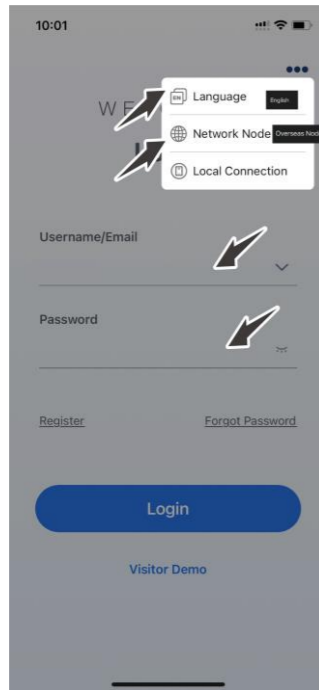 10:01
Language English
Network Node Overseas Node
Local Connection
Username/Email
Password
Register Forgot Password
Login
Visitor Demo